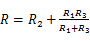 R = R₂ + R₁R₃ / R₁+R₃